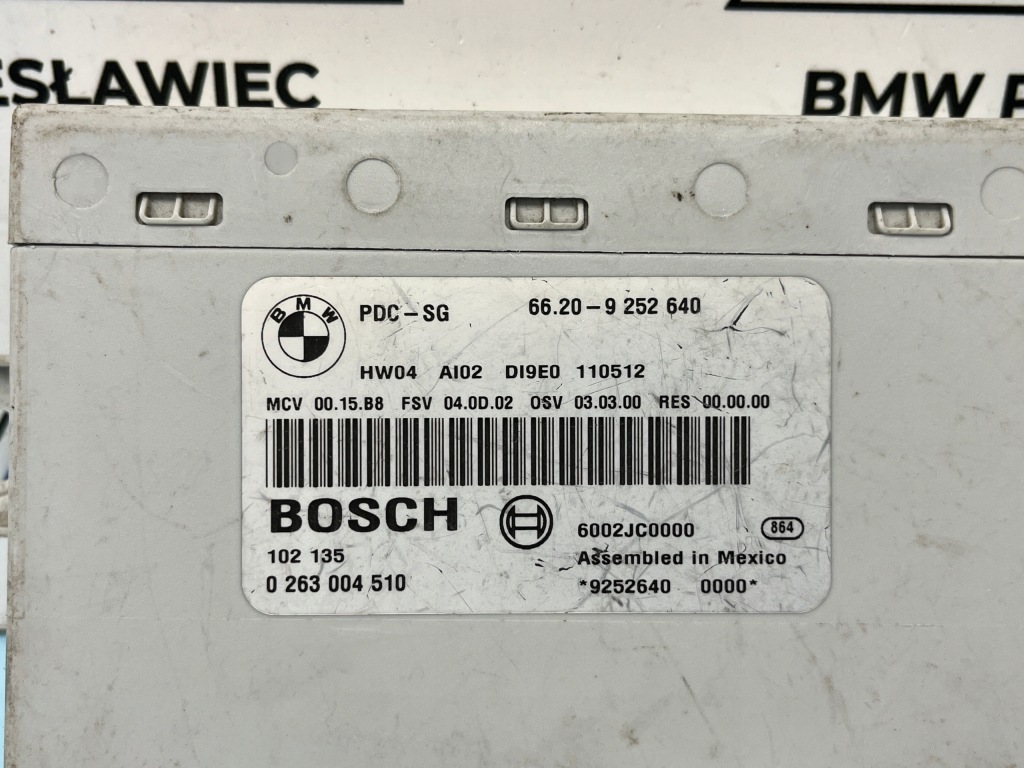 ESŁAWIEC
BMW P
BMW
PDC-SG 66.20-9 252 640
HW04 AI02 DI9E0 110512
MCV 00.15.B8 FSV 04.0D.02 OSV 03.03.00 RES 00.00.00
BOSCH
6002JC0000 864
102 135 Assembled in Mexico
0 263 004 510 *9252640 0000*